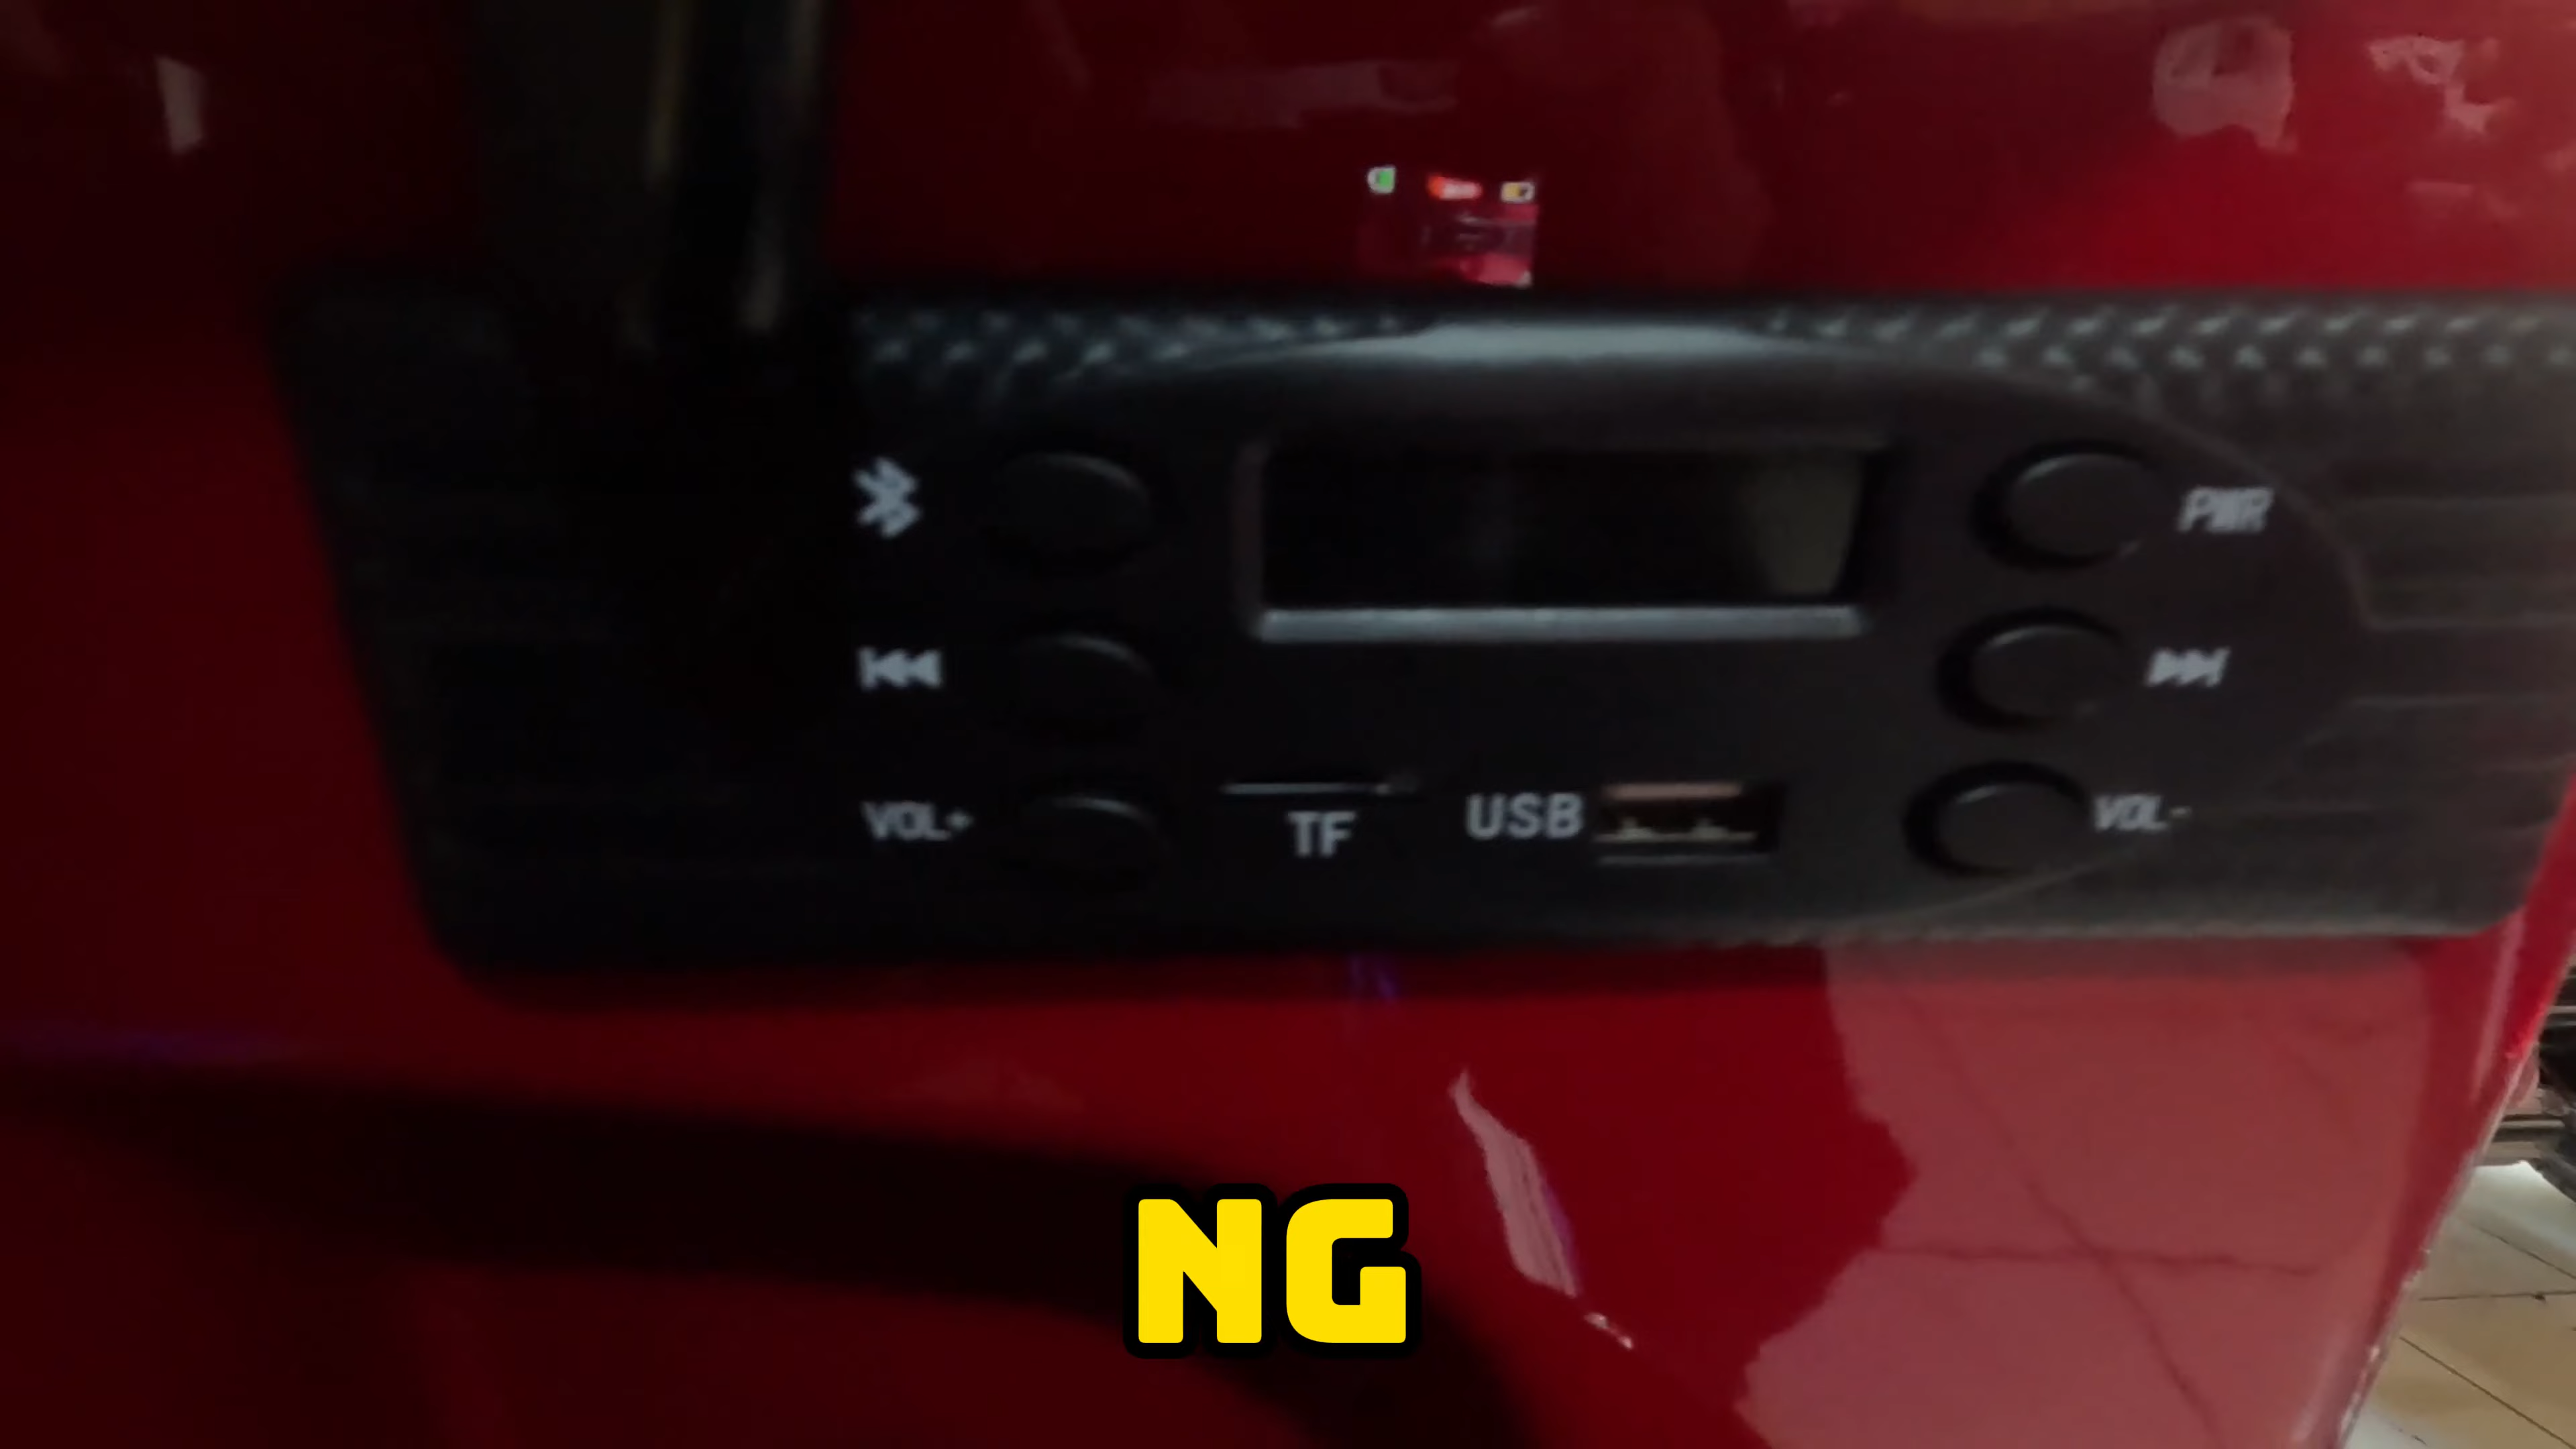 PWR
VOL+
TF
USB
VOL-
NG